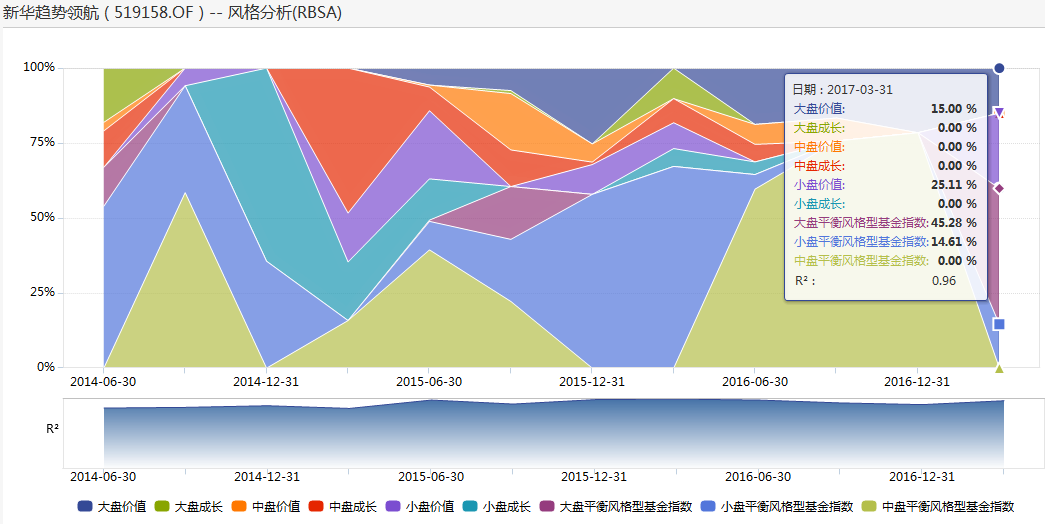 新华趋势领航（519158.OF）-- 风格分析(RBSA)
100%
75%
50%
25%
0%
日期 : 2017-03-31
大盘价值: 15.00 %
大盘成长: 0.00 %
中盘价值: 0.00 %
中盘成长: 0.00 %
小盘价值: 25.11 %
小盘成长: 0.00 %
大盘平衡风格型基金指数: 45.28 %
小盘平衡风格型基金指数: 14.61 %
中盘平衡风格型基金指数: 0.00 %
R² : 0.96
2014-06-30 2014-12-31 2015-06-30 2015-12-31 2016-06-30 2016-12-31
R²
2014-06-30 2014-12-31 2015-06-30 2015-12-31 2016-06-30 2016-12-31
大盘价值 大盘成长 中盘价值 中盘成长 小盘价值 小盘成长 大盘平衡风格型基金指数 小盘平衡风格型基金指数 中盘平衡风格型基金指数